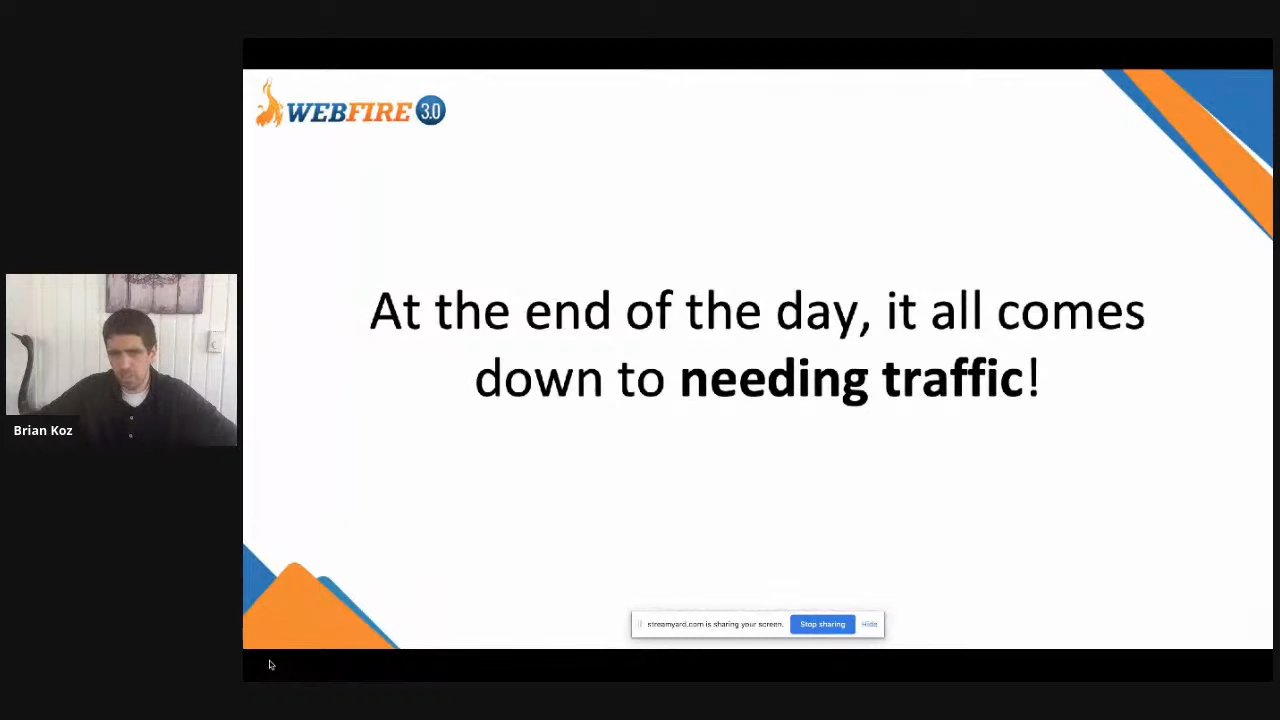 WEBFIRE 3.0
At the end of the day, it all comes
down to needing traffic!
Brian Koz
streamyard.com is sharing your screen. Stop sharing Hide